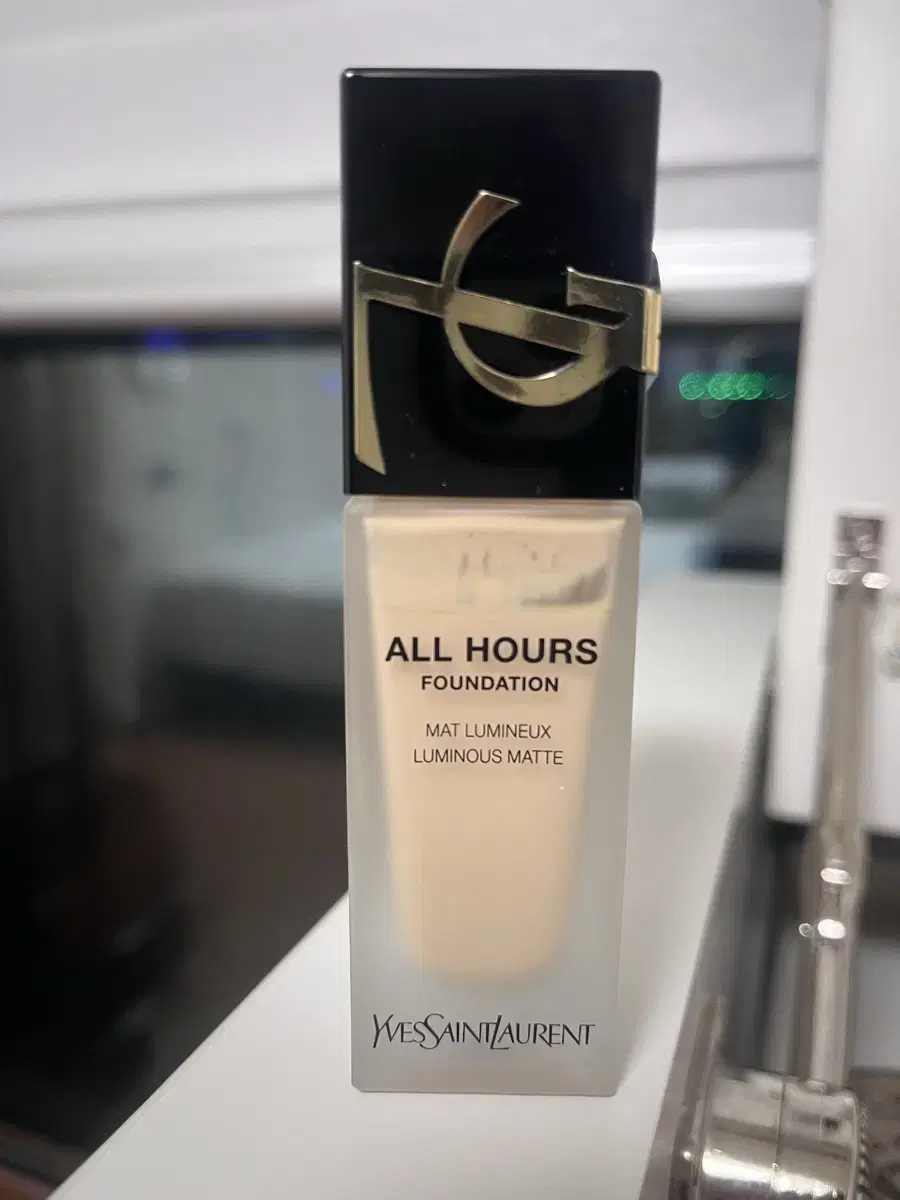 ALL HOURS
FOUNDATION
MAT LUMINEUX
LUMINOUS MATTE
YVESSAINTLAURENT